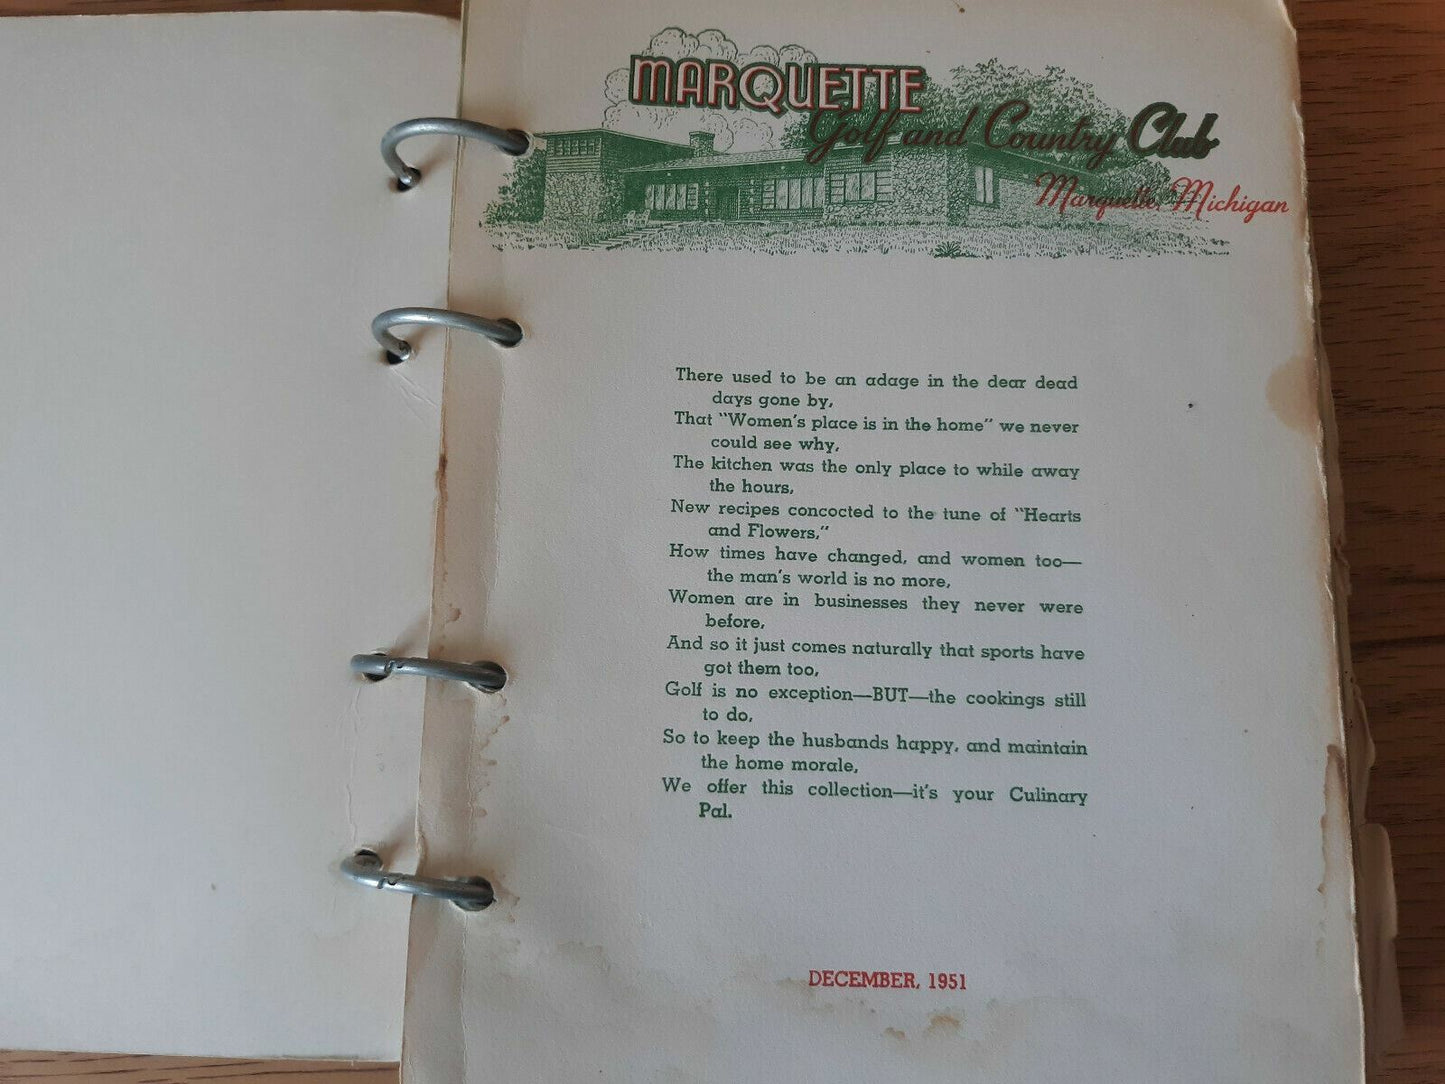 MARQUETTE
Golf and Country Club
Marquette, Michigan
There used to be an adage in the dear dead
days gone by,
That "Women's place is in the home" we never
could see why,
The kitchen was the only place to while away
the hours,
New recipes concocted to the tune of "Hearts
and Flowers,"
How times have changed, and women too—
the man's world is no more,
Women are in businesses they never were
before,
And so it just comes naturally that sports have
got them too,
Golf is no exception—BUT—the cookings still
to do,
So to keep the husbands happy, and maintain
the home morale,
We offer this collection—it's your Culinary
Pal.
DECEMBER, 1951